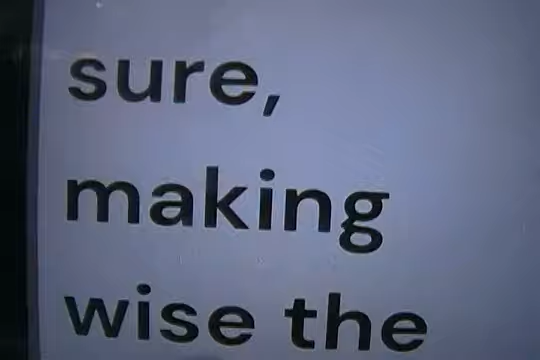 sure,
making
wise the